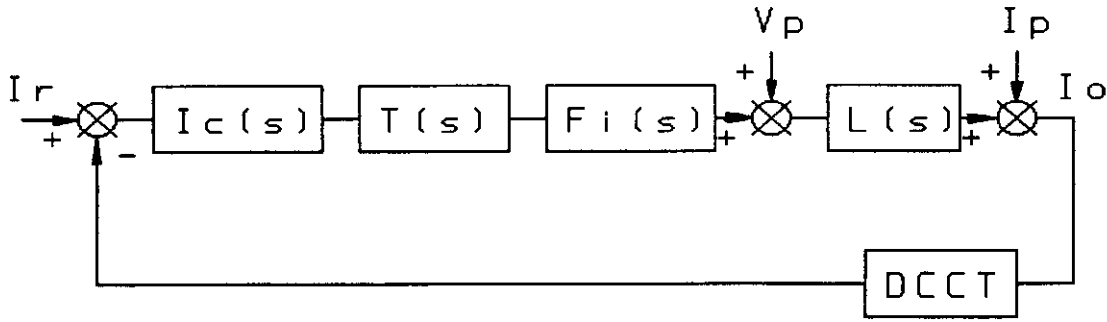 Vp
Ip
+
+
Ir
Io
Ic(s)
T(s)
Fi(s)
L(s)
+
+
+
-
DCCT